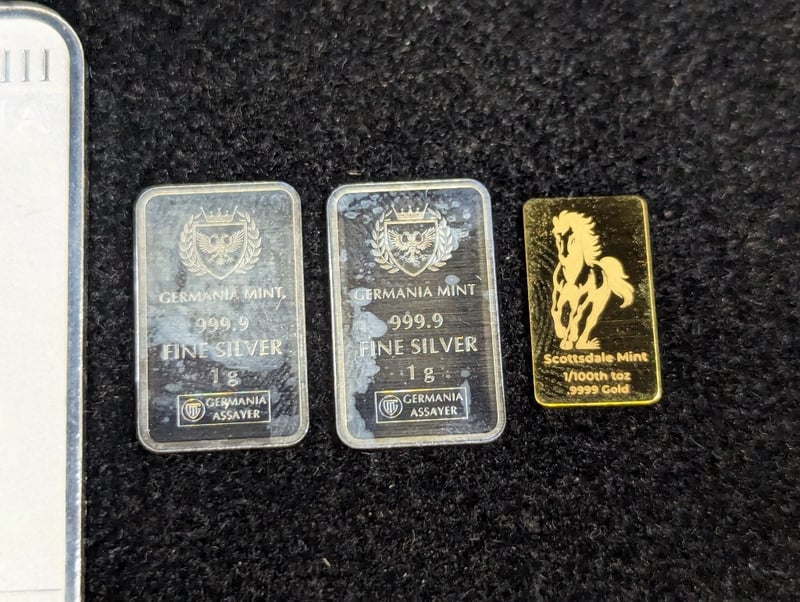 GERMANIA MINT
999.9
FINE SILVER
1 g
GERMANIA
ASSAYER
GERMANIA MINT
999.9
FINE SILVER
1 g
GERMANIA
ASSAYER
Scottsdale Mint
1/100th toz
.9999 Gold